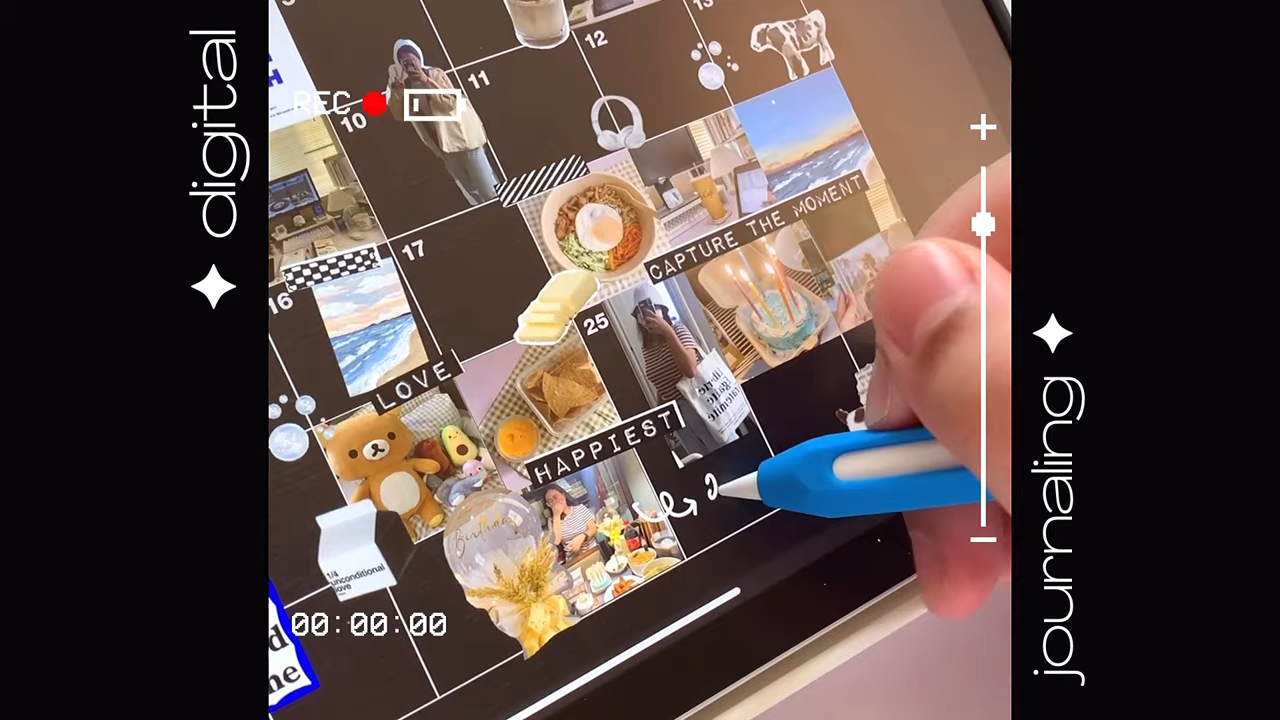 digital
REC
10
11
12
13
16
17
CAPTURE THE MOMENT
25
LOVE
HAPPIEST
Birthday
1/4
unconditional
love
00:00:00
journaling